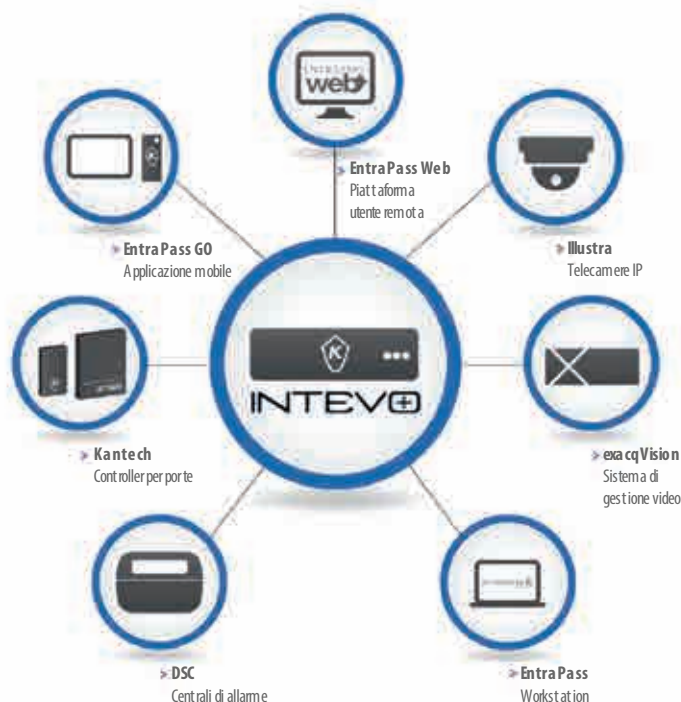 web
EntraPass Web
Piattaforma
utente remota
EntraPass GO
Applicazione mobile
Illustra
Telecamere IP
K
INTEVO+
Kantech
Controller per porte
exacqVision
Sistema di
gestione video
DSC
Centrali di allarme
EntraPass
Workstation